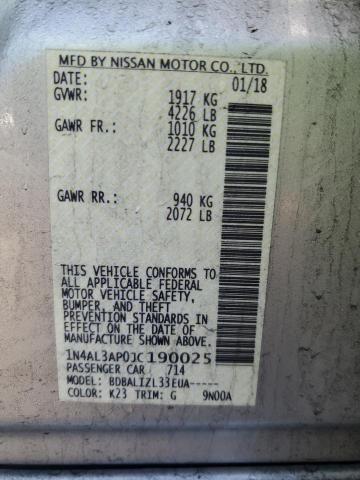 MFD BY NISSAN MOTOR CO., LTD.
DATE: 01/18
GVWR: 1917 KG
4226 LB
GAWR FR.: 1010 KG
2227 LB
GAWR RR.: 940 KG
2072 LB
THIS VEHICLE CONFORMS TO
ALL APPLICABLE FEDERAL
MOTOR VEHICLE SAFETY,
BUMPER, AND THEFT
PREVENTION STANDARDS IN
EFFECT ON THE DATE OF
MANUFACTURE SHOWN ABOVE.
1N4AL3AP0JC190025
PASSENGER CAR 714
MODEL: BDBALIZL33EUA-----
COLOR: K23 TRIM: G 9N00A